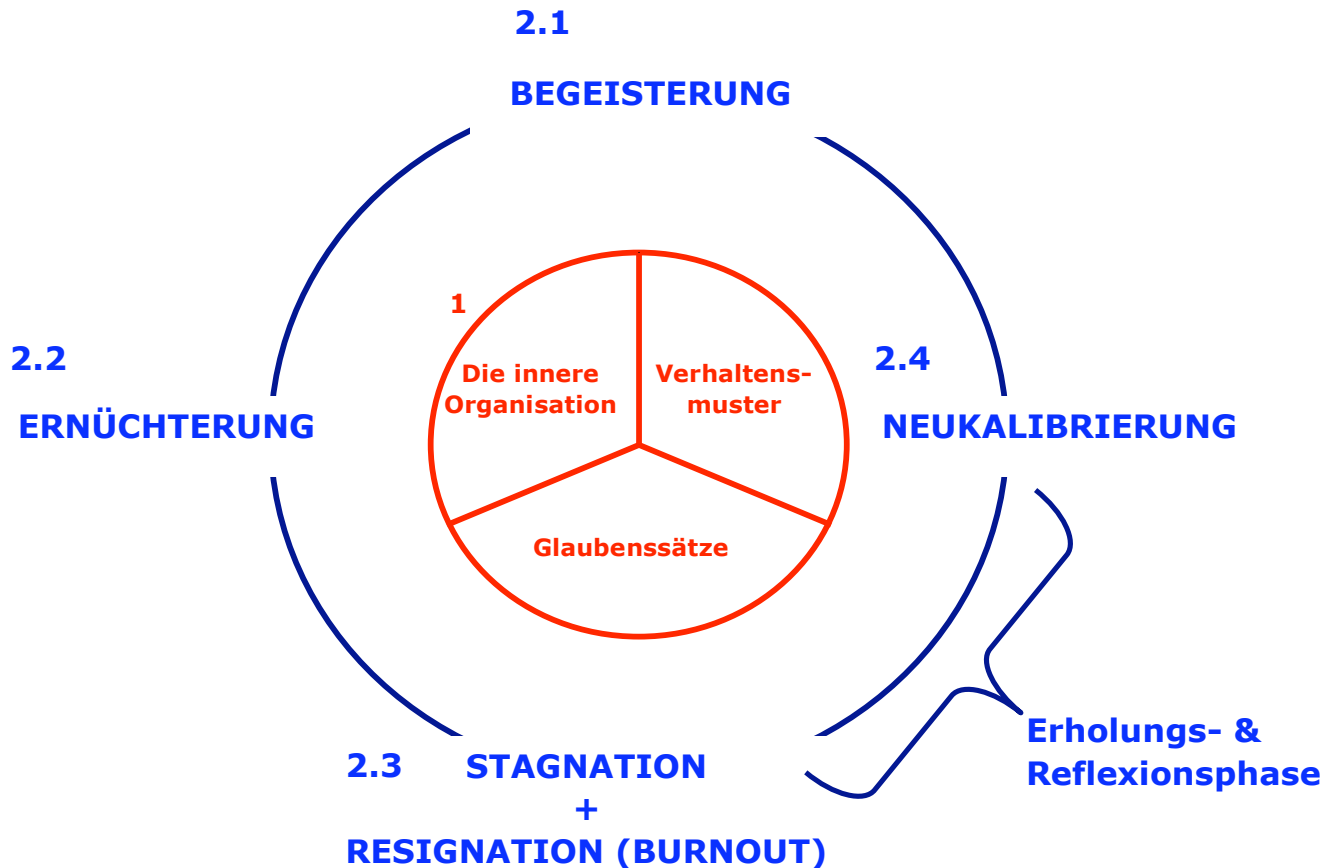 2.1
BEGEISTERUNG
1
Die innere
Organisation
Verhaltens-
muster
2.2
ERNÜCHTERUNG
2.4
NEUKALIBRIERUNG
Glaubenssätze
Erholungs- &
Reflexionsphase
2.3 STAGNATION
+
RESIGNATION (BURNOUT)